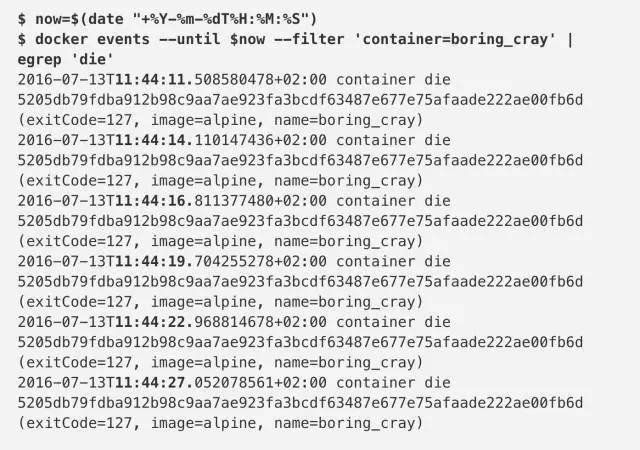 $ now=$(date "+%Y-%m-%dT%H:%M:%S")
$ docker events --until $now --filter 'container=boring_cray' |
egrep 'die'
2016-07-13T11:44:11.508580478+02:00 container die
5205db79fdba912b98c9aa7ae923fa3bcdf63487e677e75afaade222ae00fb6d
(exitCode=127, image=alpine, name=boring_cray)
2016-07-13T11:44:14.110147436+02:00 container die
5205db79fdba912b98c9aa7ae923fa3bcdf63487e677e75afaade222ae00fb6d
(exitCode=127, image=alpine, name=boring_cray)
2016-07-13T11:44:16.811377480+02:00 container die
5205db79fdba912b98c9aa7ae923fa3bcdf63487e677e75afaade222ae00fb6d
(exitCode=127, image=alpine, name=boring_cray)
2016-07-13T11:44:19.704255278+02:00 container die
5205db79fdba912b98c9aa7ae923fa3bcdf63487e677e75afaade222ae00fb6d
(exitCode=127, image=alpine, name=boring_cray)
2016-07-13T11:44:22.968814678+02:00 container die
5205db79fdba912b98c9aa7ae923fa3bcdf63487e677e75afaade222ae00fb6d
(exitCode=127, image=alpine, name=boring_cray)
2016-07-13T11:44:27.052078561+02:00 container die
5205db79fdba912b98c9aa7ae923fa3bcdf63487e677e75afaade222ae00fb6d
(exitCode=127, image=alpine, name=boring_cray)